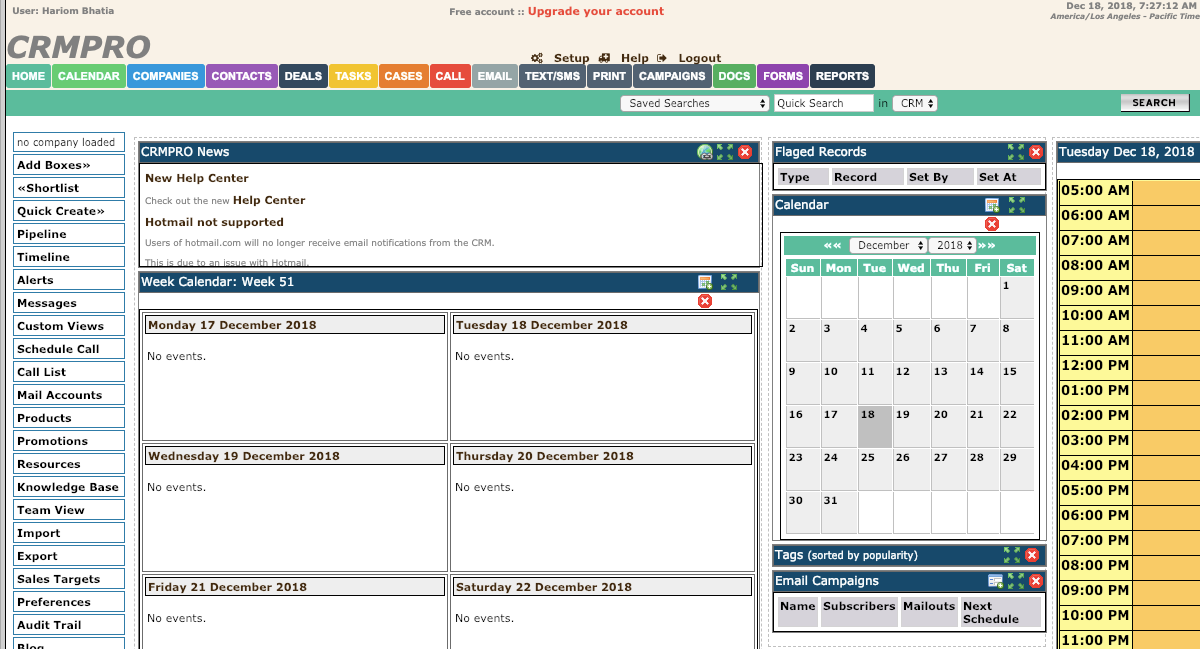 User: Hariom Bhatia
Free account :: Upgrade your account
Dec 18, 2018, 7:27:12 AM
America/Los Angeles - Pacific Time
CRMPRO
Setup Help Logout
HOME CALENDAR COMPANIES CONTACTS DEALS TASKS CASES CALL EMAIL TEXT/SMS PRINT CAMPAIGNS DOCS FORMS REPORTS
Saved Searches Quick Search in CRM SEARCH
no company loaded
Add Boxes»
«Shortlist
Quick Create»
Pipeline
Timeline
Alerts
Messages
Custom Views
Schedule Call
Call List
Mail Accounts
Products
Promotions
Resources
Knowledge Base
Team View
Import
Export
Sales Targets
Preferences
Audit Trail
Blog
CRMPRO News
New Help Center
Check out the new Help Center
Hotmail not supported
Users of hotmail.com will no longer receive email notifications from the CRM.
This is due to an issue with Hotmail.
Week Calendar: Week 51
Monday 17 December 2018
No events.
Tuesday 18 December 2018
No events.
Wednesday 19 December 2018
No events.
Thursday 20 December 2018
No events.
Friday 21 December 2018
No events.
Saturday 22 December 2018
No events.
Flaged Records
Type Record Set By Set At
Calendar
«« December 2018 »»
Sun Mon Tue Wed Thu Fri Sat
1
2 3 4 5 6 7 8
9 10 11 12 13 14 15
16 17 18 19 20 21 22
23 24 25 26 27 28 29
30 31
Tags (sorted by popularity)
Email Campaigns
Name Subscribers Mailouts Next
Schedule
Tuesday Dec 18, 2018
05:00 AM
06:00 AM
07:00 AM
08:00 AM
09:00 AM
10:00 AM
11:00 AM
12:00 PM
01:00 PM
02:00 PM
03:00 PM
04:00 PM
05:00 PM
06:00 PM
07:00 PM
08:00 PM
09:00 PM
10:00 PM
11:00 PM